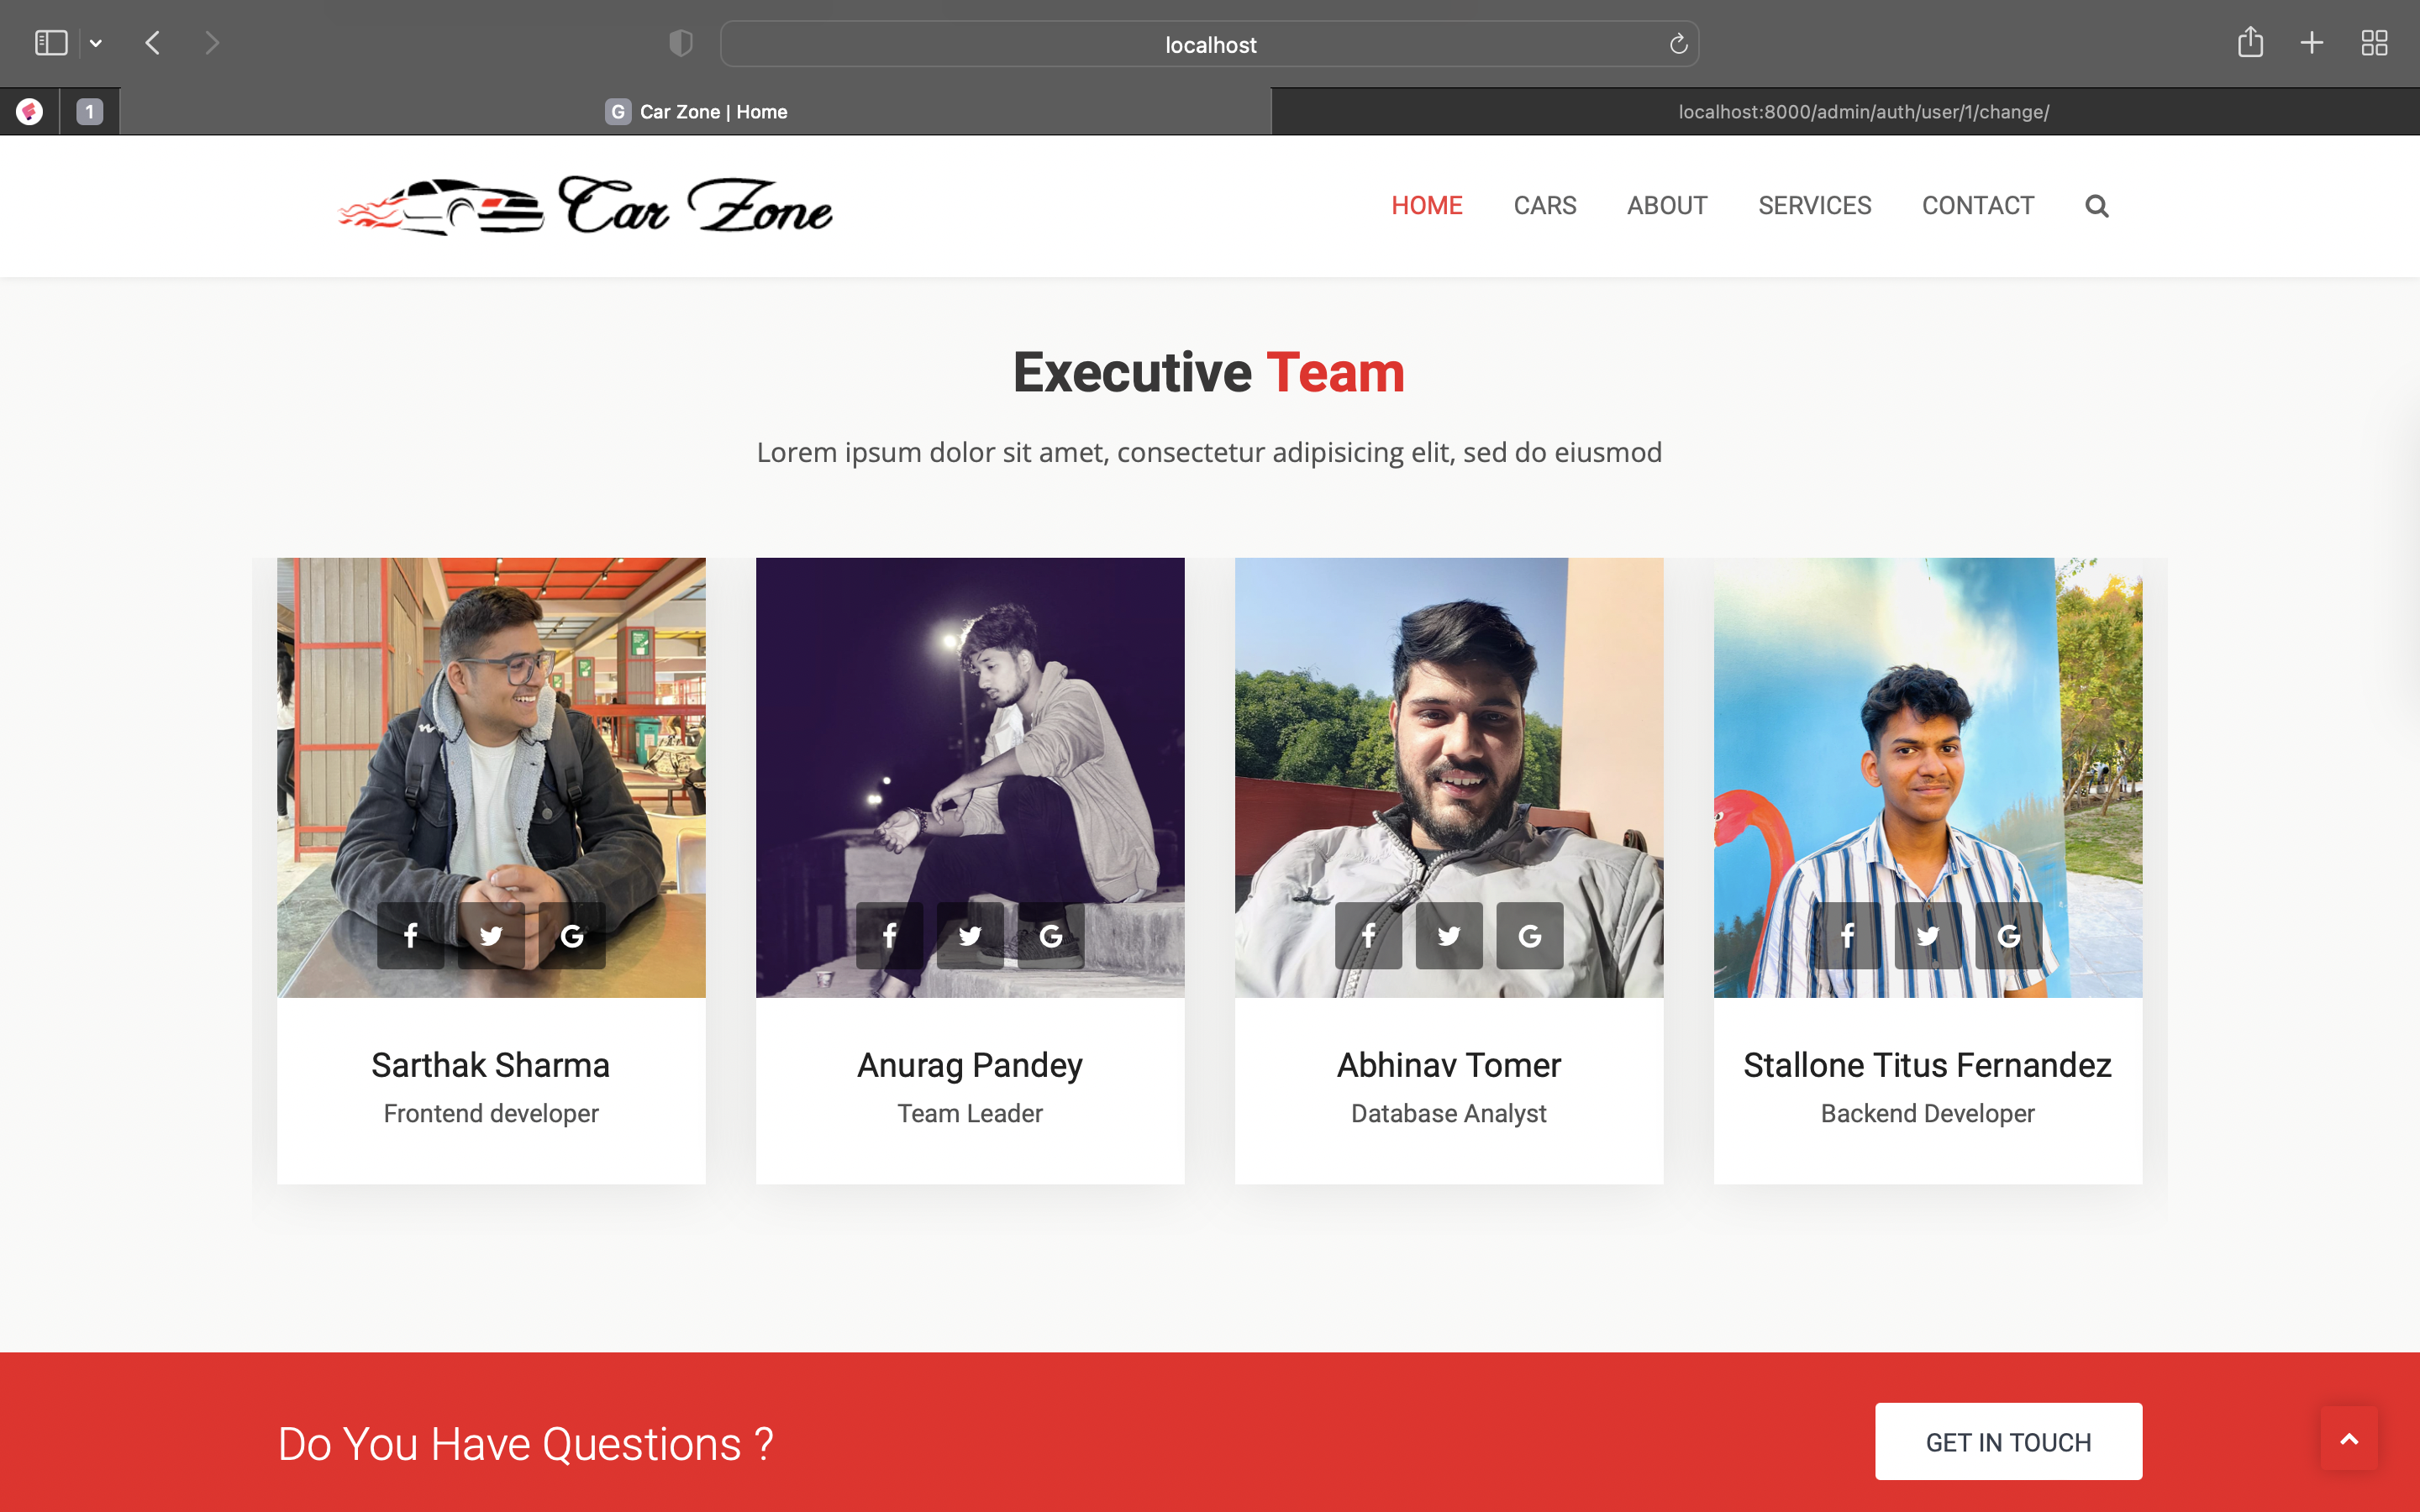 localhost
1
G Car Zone | Home
localhost:8000/admin/auth/user/1/change/
Car Zone
HOME CARS ABOUT SERVICES CONTACT
Executive Team
Lorem ipsum dolor sit amet, consectetur adipisicing elit, sed do eiusmod
Sarthak Sharma
Frontend developer
Anurag Pandey
Team Leader
Abhinav Tomer
Database Analyst
Stallone Titus Fernandez
Backend Developer
Do You Have Questions ?
GET IN TOUCH